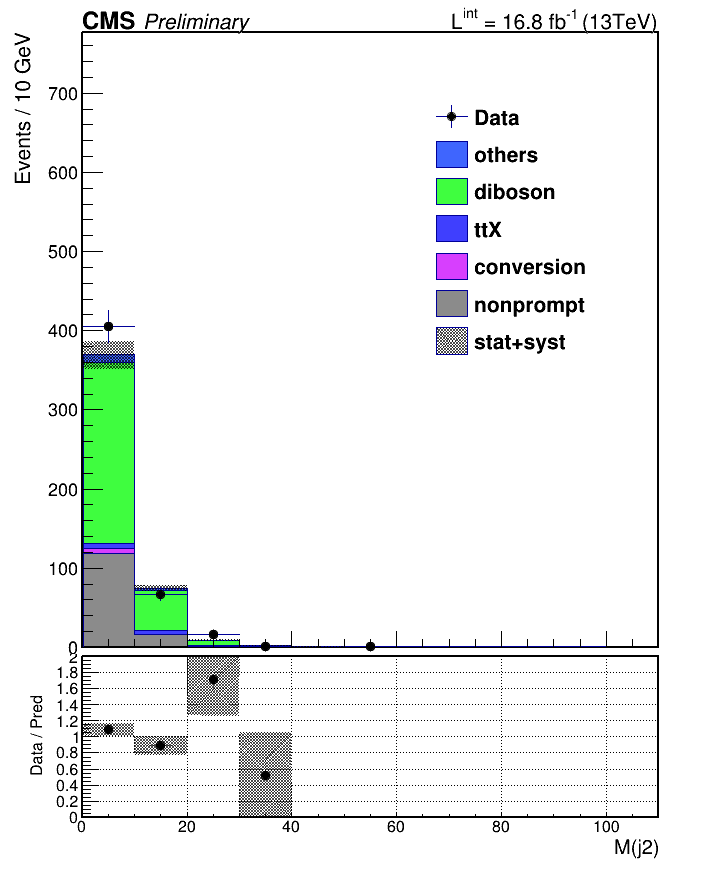 CMS Preliminary L^int = 16.8 fb^-1 (13TeV)
Events / 10 GeV
700
600
500
400
300
200
100
0
Data
others
diboson
ttX
conversion
nonprompt
stat+syst
Data / Pred
2
1.8
1.6
1.4
1.2
1
0.8
0.6
0.4
0.2
0
0 20 40 60 80 100
M(j2)